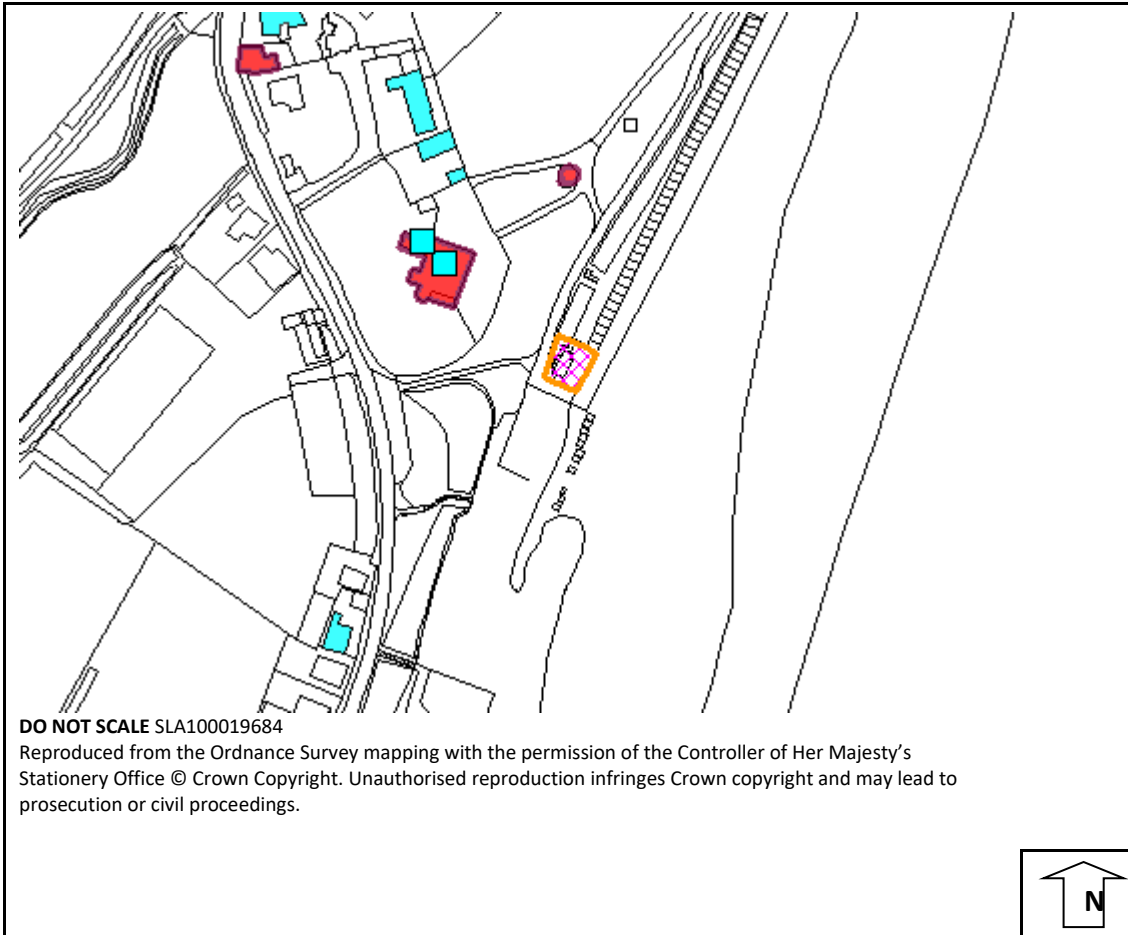 DO NOT SCALE SLA100019684
Reproduced from the Ordnance Survey mapping with the permission of the Controller of Her Majesty's
Stationery Office © Crown Copyright. Unauthorised reproduction infringes Crown copyright and may lead to
prosecution or civil proceedings.
N